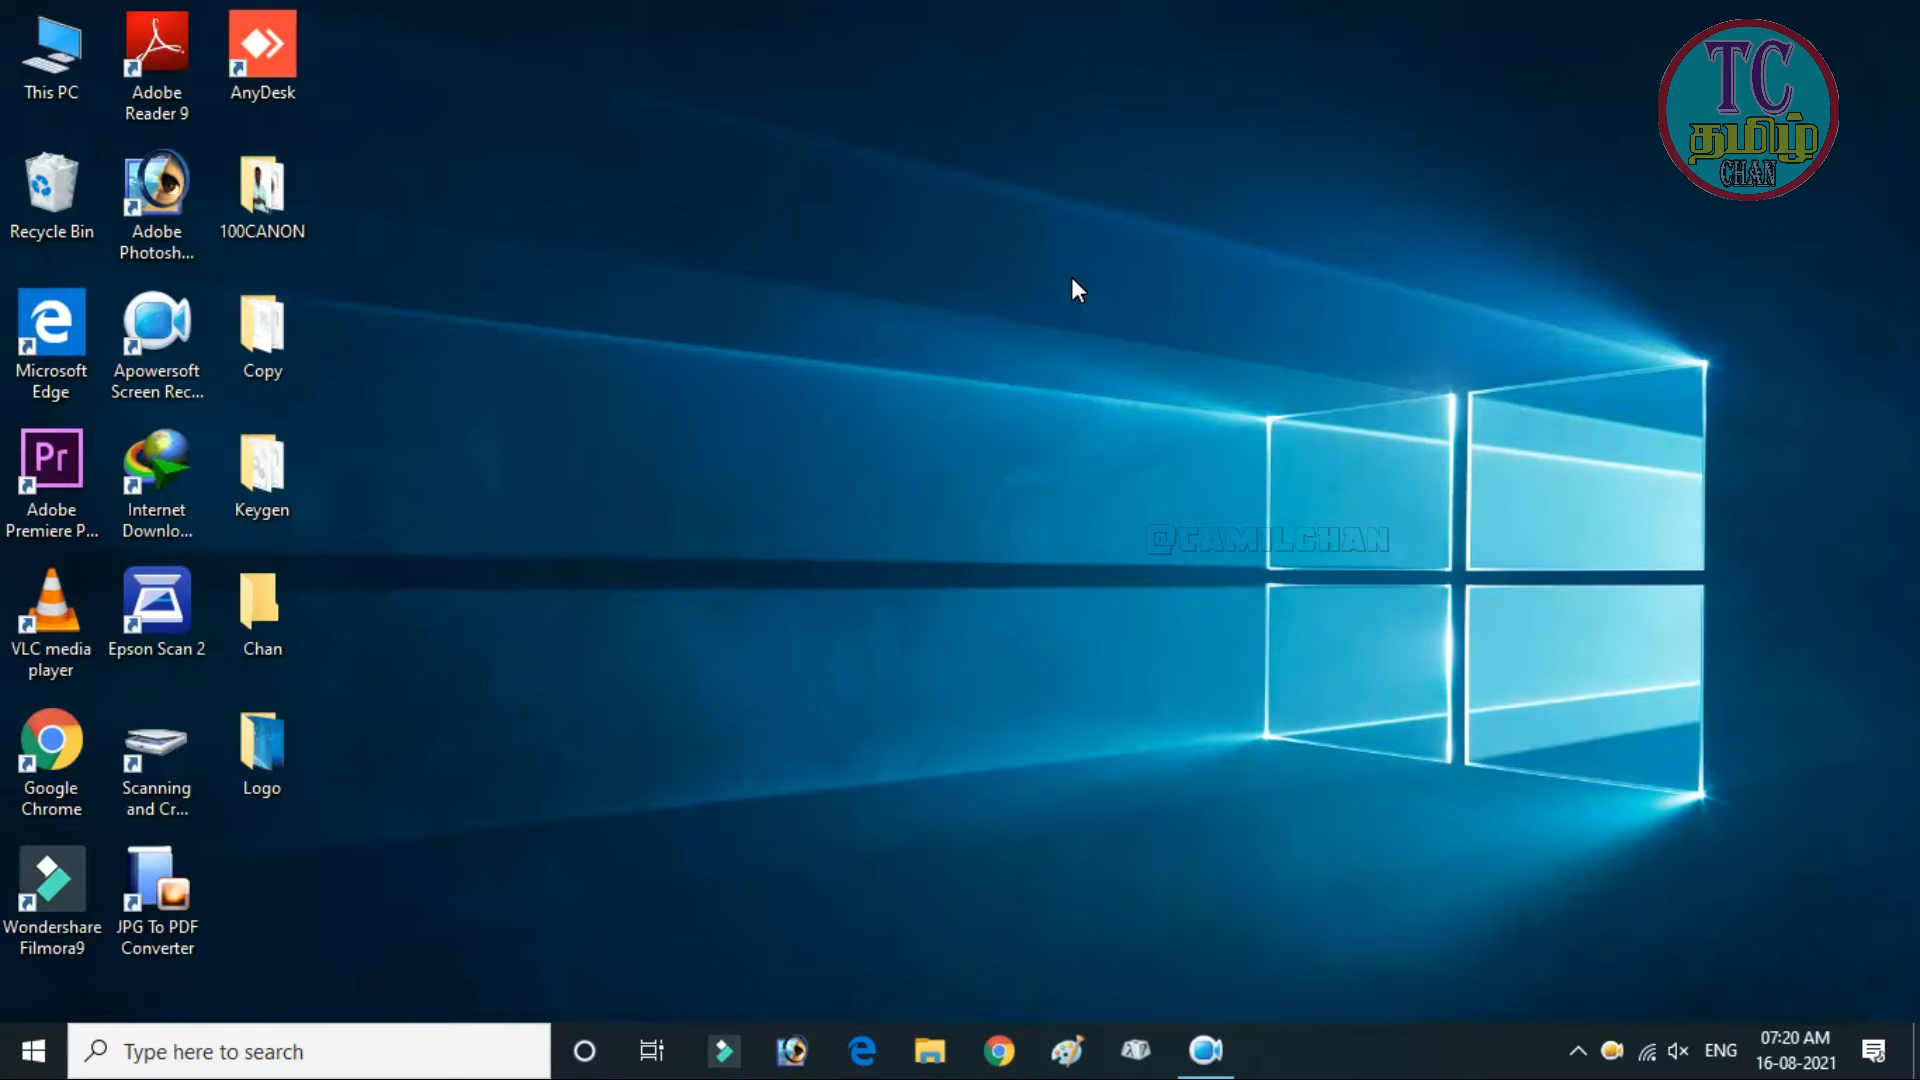 This PC
Adobe
Reader 9
AnyDesk
Recycle Bin
Adobe
Photosh...
100CANON
Microsoft
Edge
Apowersoft
Screen Rec...
Copy
Adobe
Premiere P...
Internet
Downlo...
Keygen
VLC media
player
Epson Scan 2
Chan
Google
Chrome
Scanning
and Cr...
Logo
Wondershare
Filmora9
JPG To PDF
Converter
TC
தமிழ்
CHAN
@TAMILCHAN
Pr
Type here to search
ENG
07:20 AM
16-08-2021